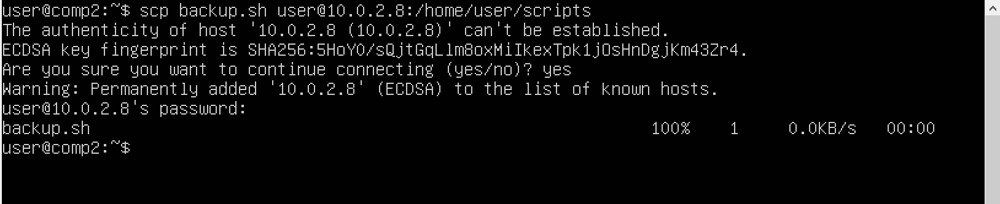 user@comp2:~$ scp backup.sh user@10.0.2.8:/home/user/scripts
The authenticity of host '10.0.2.8 (10.0.2.8)' can't be established.
ECDSA key fingerprint is SHA256:5HoYO/sQjtGqLlm8oxMiIkexTpk1jOsHnDgjKm43Zr4.
Are you sure you want to continue connecting (yes/no)? yes
Warning: Permanently added '10.0.2.8' (ECDSA) to the list of known hosts.
user@10.0.2.8's password:
backup.sh 100% 1 0.0KB/s 00:00
user@comp2:~$